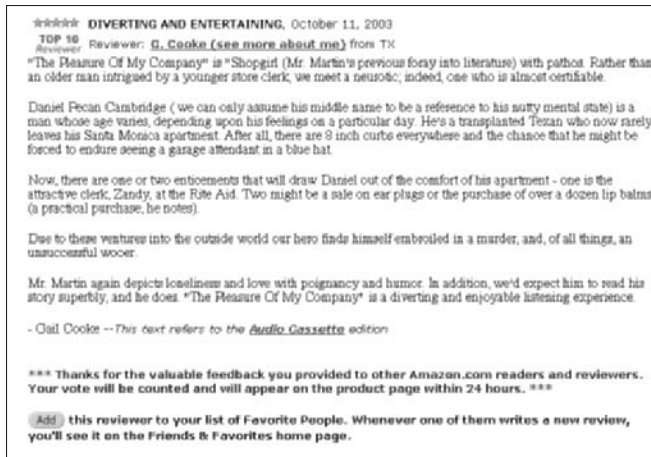 DIVERTING AND ENTERTAINING, October 11, 2003
TOP 10
Reviewer
Reviewer: G. Cooke (see more about me) from TX
"The Pleasure Of My Company" is "Shopgirl (Mr. Martin's previous foray into literature) with pathos. Rather than
an older man intrigued by a younger store clerk, we meet a neurotic; indeed, one who is almost certifiable.
Daniel Pecan Cambridge ( we can only assume his middle name to be a reference to his nutty mental state) is a
man whose age varies, depending upon his feelings on a particular day. He's a transplanted Texan who now rarely
leaves his Santa Monica apartment. After all, there are 8 inch curbs everywhere and the chance that he might be
forced to endure seeing a garage attendant in a blue hat.
Now, there are one or two enticements that will draw Daniel out of the comfort of his apartment - one is the
attractive clerk, Zandy, at the Rite Aid. Two might be a sale on ear plugs or the purchase of over a dozen lip balms
(a practical purchase, he notes).
Due to these ventures into the outside world our hero finds himself embroiled in a murder, and, of all things, an
unsuccessful wooer.
Mr. Martin again depicts loneliness and love with poignancy and humor. In addition, we'd expect him to read his
story superbly, and he does. "The Pleasure Of My Company" is a diverting and enjoyable listening experience.
- Gail Cooke --This text refers to the Audio Cassette edition
*** Thanks for the valuable feedback you provided to other Amazon.com readers and reviewers.
Your vote will be counted and will appear on the product page within 24 hours. ***
Add this reviewer to your list of Favorite People. Whenever one of them writes a new review,
you'll see it on the Friends & Favorites home page.